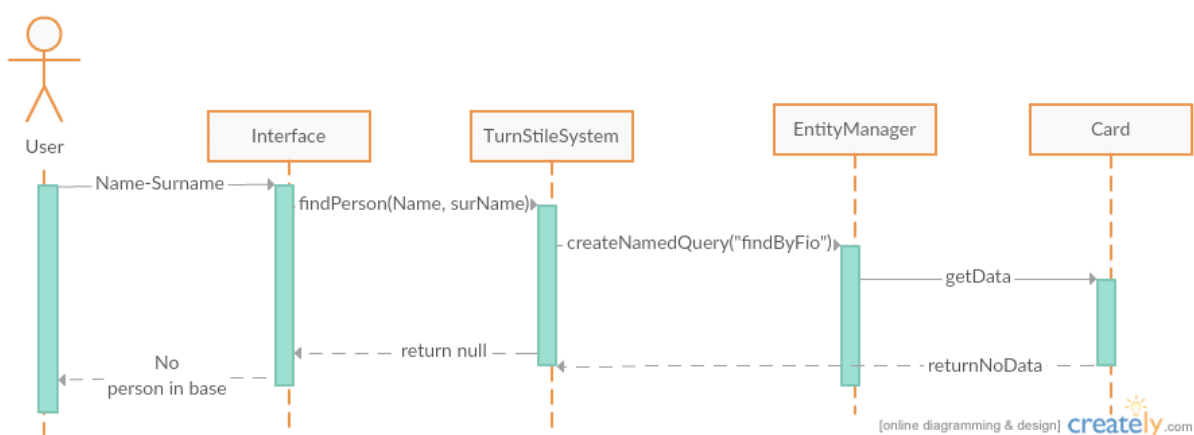 User
Interface
TurnStileSystem
EntityManager
Card
Name-Surname
findPerson(Name, surName)
createNamedQuery("findByFio")
getData
return null
returnNoData
No
person in base
[online diagramming & design] creately.com